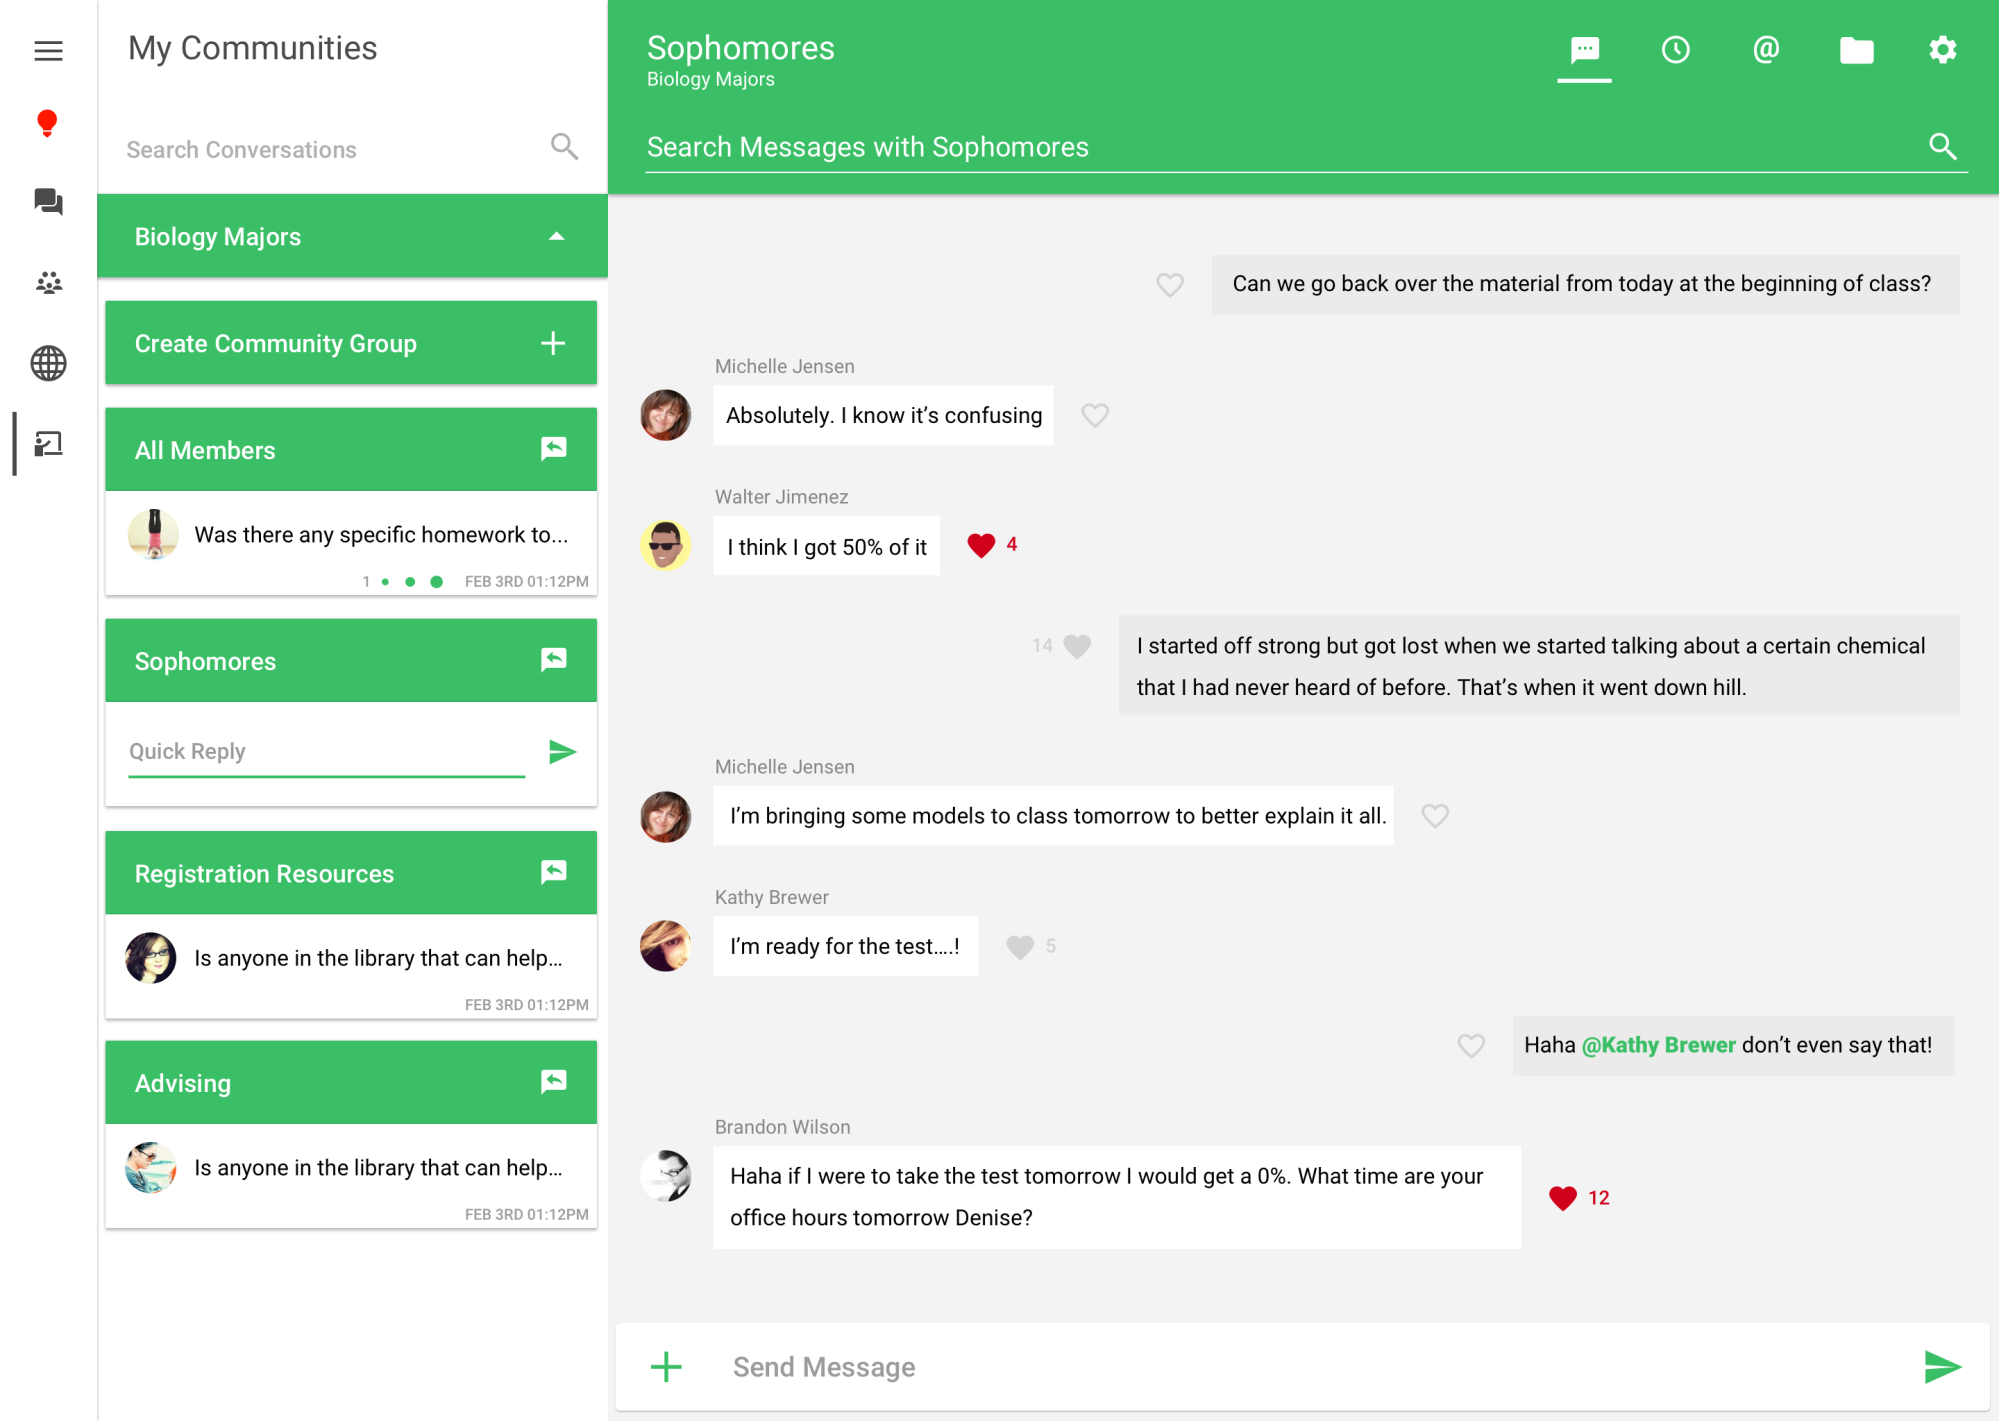 My Communities
Search Conversations
Biology Majors
Create Community Group
All Members
Was there any specific homework to...
1
FEB 3RD 01:12PM
Sophomores
Quick Reply
Registration Resources
Is anyone in the library that can help...
FEB 3RD 01:12PM
Advising
Is anyone in the library that can help...
FEB 3RD 01:12PM
Sophomores
Biology Majors
@
Search Messages with Sophomores
Can we go back over the material from today at the beginning of class?
Michelle Jensen
Absolutely. I know it’s confusing
Walter Jimenez
I think I got 50% of it
4
14
I started off strong but got lost when we started talking about a certain chemical
that I had never heard of before. That’s when it went down hill.
Michelle Jensen
I’m bringing some models to class tomorrow to better explain it all.
Kathy Brewer
I’m ready for the test....!
5
Haha @Kathy Brewer don’t even say that!
Brandon Wilson
Haha if I were to take the test tomorrow I would get a 0%. What time are your
office hours tomorrow Denise?
12
Send Message